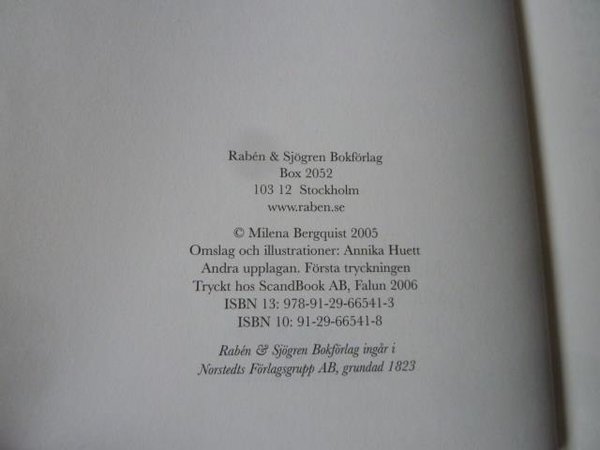 Rabén & Sjögren Bokförlag
Box 2052
103 12 Stockholm
www.raben.se
© Milena Bergquist 2005
Omslag och illustrationer: Annika Huett
Andra upplagan. Första tryckningen
Tryckt hos ScandBook AB, Falun 2006
ISBN 13: 978-91-29-66541-3
ISBN 10: 91-29-66541-8
Rabén & Sjögren Bokförlag ingår i
Norstedts Förlagsgrupp AB, grundad 1823